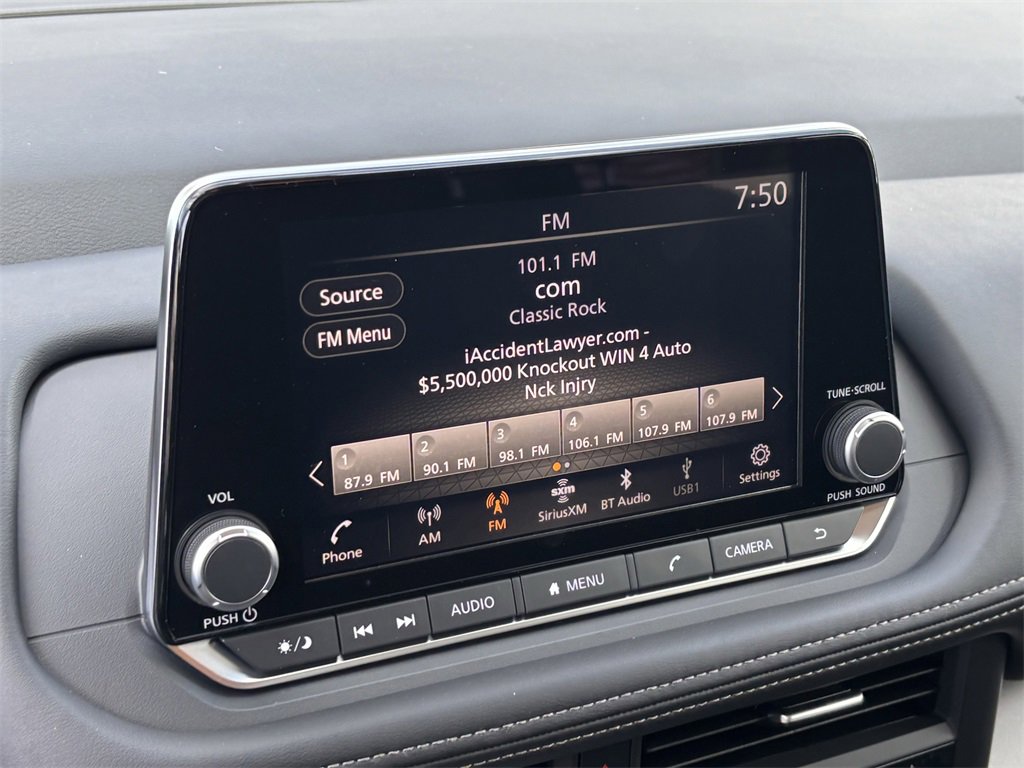 7:50
FM
101.1 FM
com
Classic Rock
Source
FM Menu
iAccidentLawyer.com -
$5,500,000 Knockout WIN 4 Auto
Nck Injry
1
87.9 FM
2
90.1 FM
3
98.1 FM
4
106.1 FM
5
107.9 FM
6
107.9 FM
Phone
AM
FM
sxm
SiriusXM
BT Audio
USB1
Settings
VOL
PUSH
TUNE·SCROLL
PUSH SOUND
AUDIO
MENU
CAMERA